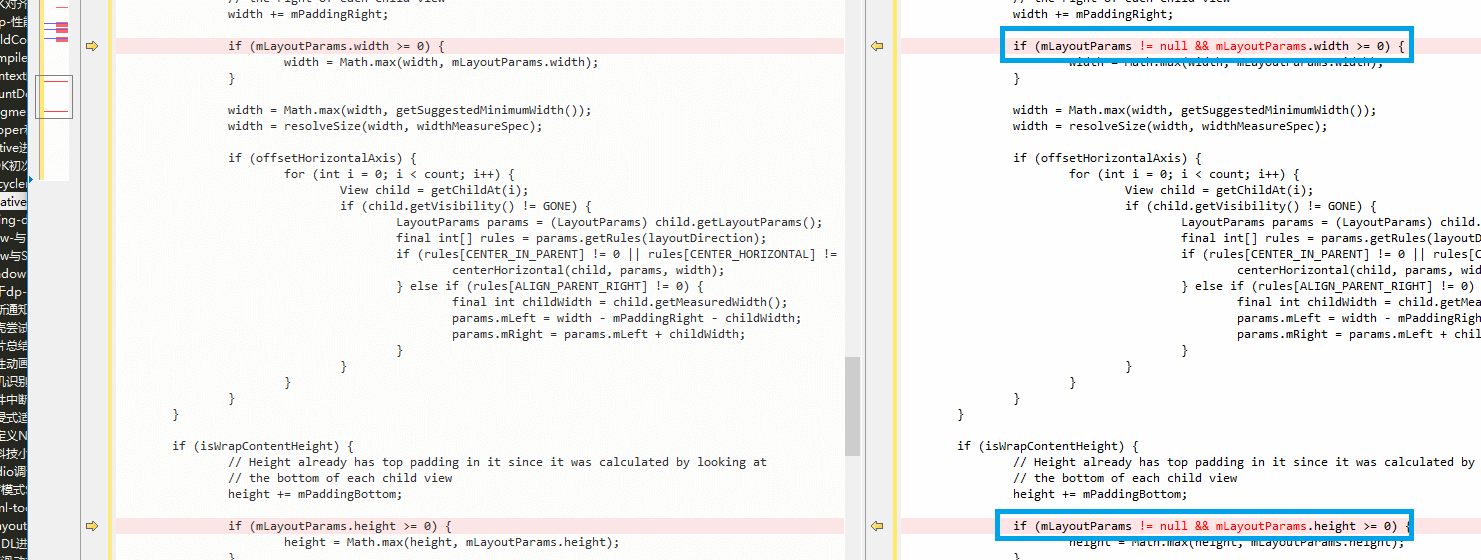 width += mPaddingRight;
if (mLayoutParams.width >= 0) {
width = Math.max(width, mLayoutParams.width);
}
width = Math.max(width, getSuggestedMinimumWidth());
width = resolveSize(width, widthMeasureSpec);
if (offsetHorizontalAxis) {
for (int i = 0; i < count; i++) {
View child = getChildAt(i);
if (child.getVisibility() != GONE) {
LayoutParams params = (LayoutParams) child.getLayoutParams();
final int[] rules = params.getRules(layoutDirection);
if (rules[CENTER_IN_PARENT] != 0 || rules[CENTER_HORIZONTAL] !=
centerHorizontal(child, params, width);
} else if (rules[ALIGN_PARENT_RIGHT] != 0) {
final int childWidth = child.getMeasuredWidth();
params.mLeft = width - mPaddingRight - childWidth;
params.mRight = params.mLeft + childWidth;
}
}
}
}
}
if (isWrapContentHeight) {
// Height already has top padding in it since it was calculated by looking at
// the bottom of each child view
height += mPaddingBottom;
if (mLayoutParams.height >= 0) {
height = Math.max(height, mLayoutParams.height);
width += mPaddingRight;
if (mLayoutParams != null && mLayoutParams.width >= 0) {
width = Math.max(width, mLayoutParams.width);
}
width = Math.max(width, getSuggestedMinimumWidth());
width = resolveSize(width, widthMeasureSpec);
if (offsetHorizontalAxis) {
for (int i = 0; i < count; i++) {
View child = getChildAt(i);
if (child.getVisibility() != GONE) {
LayoutParams params = (LayoutParams) child.
final int[] rules = params.getRules(layoutD
if (rules[CENTER_IN_PARENT] != 0 || rules[C
centerHorizontal(child, params, wid
} else if (rules[ALIGN_PARENT_RIGHT] != 0)
final int childWidth = child.getMea
params.mLeft = width - mPaddingRigh
params.mRight = params.mLeft + chil
}
}
}
}
}
if (isWrapContentHeight) {
// Height already has top padding in it since it was calculated by
// the bottom of each child view
height += mPaddingBottom;
if (mLayoutParams != null && mLayoutParams.height >= 0) {
height = Math.max(height, mLayoutParams.height);